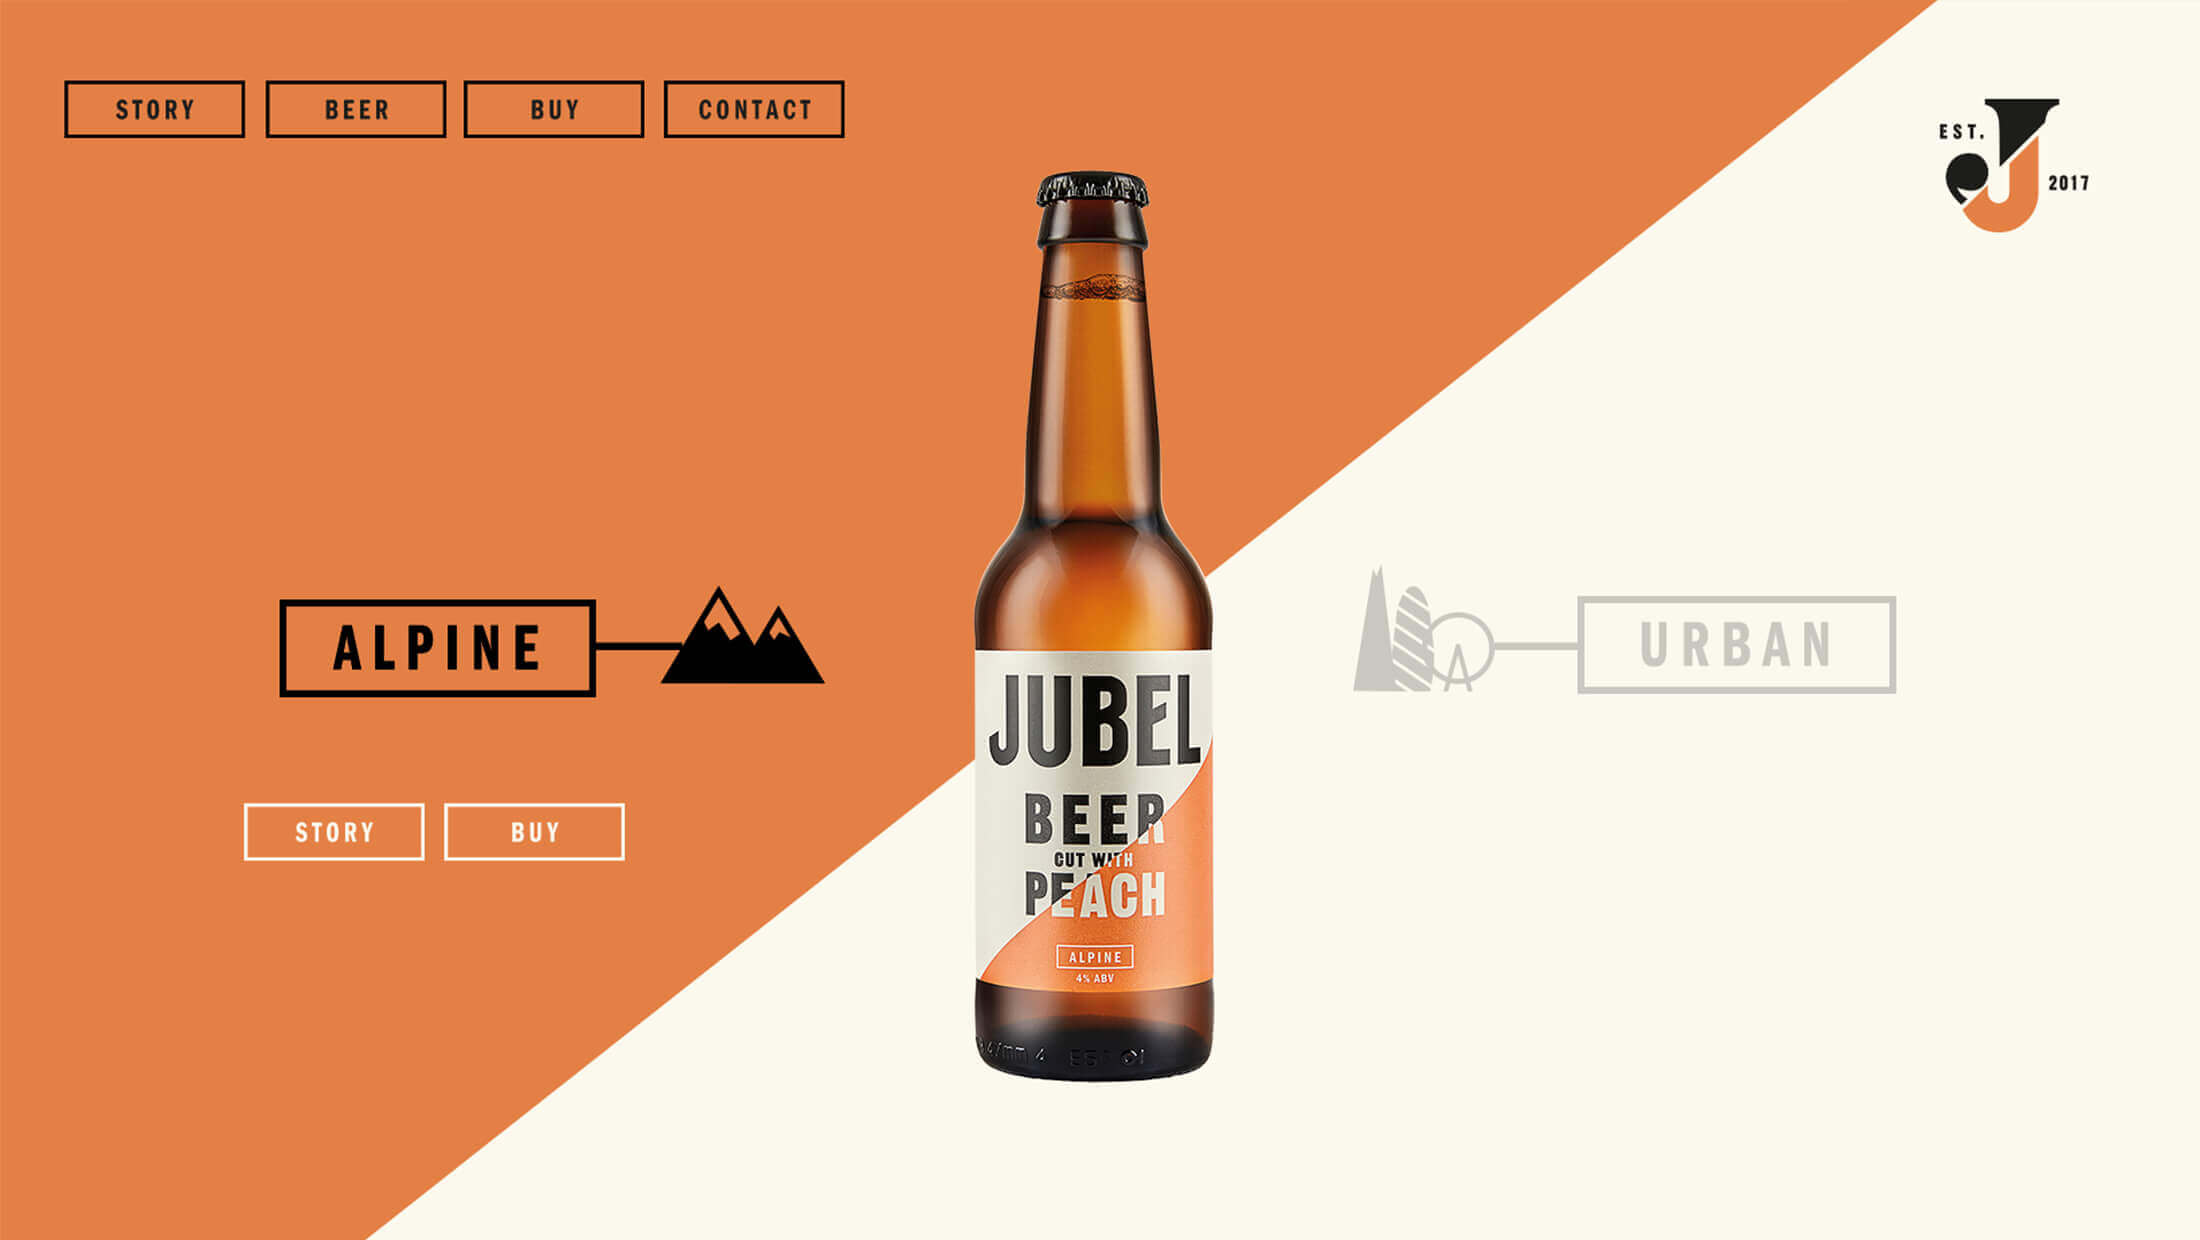 STORY
BEER
BUY
CONTACT
EST.
J
2017
ALPINE
URBAN
STORY
BUY
JUBEL
BEER
CUT WITH
PEACH
ALPINE
4% ABV